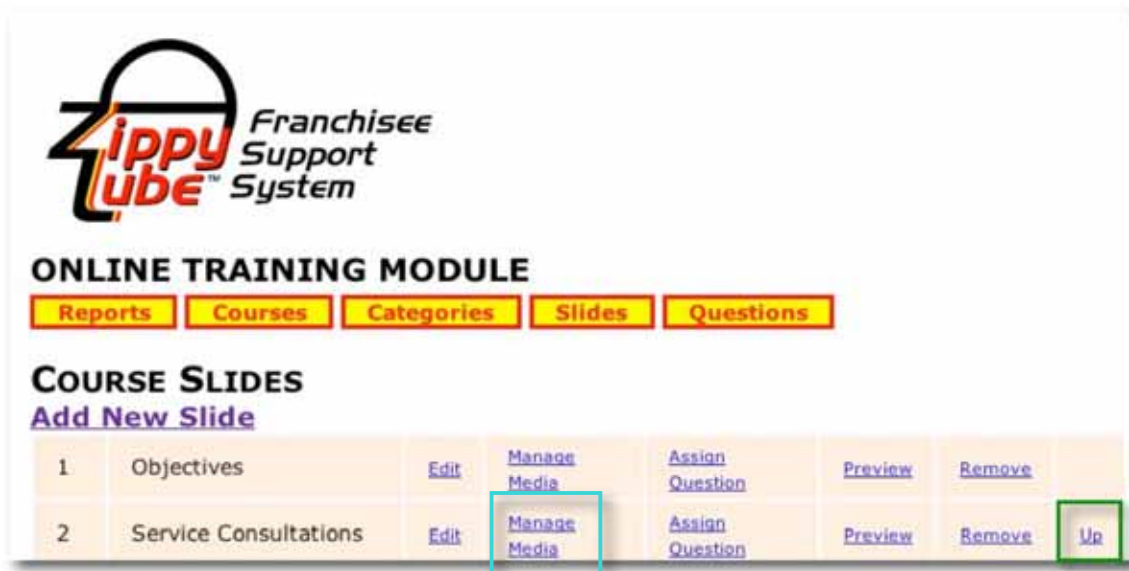 Zippy Franchisee
Tube™ Support
System
ONLINE TRAINING MODULE
Reports Courses Categories Slides Questions
COURSE SLIDES
Add New Slide
1 Objectives Edit Manage Media Assign Question Preview Remove
2 Service Consultations Edit Manage Media Assign Question Preview Remove Up